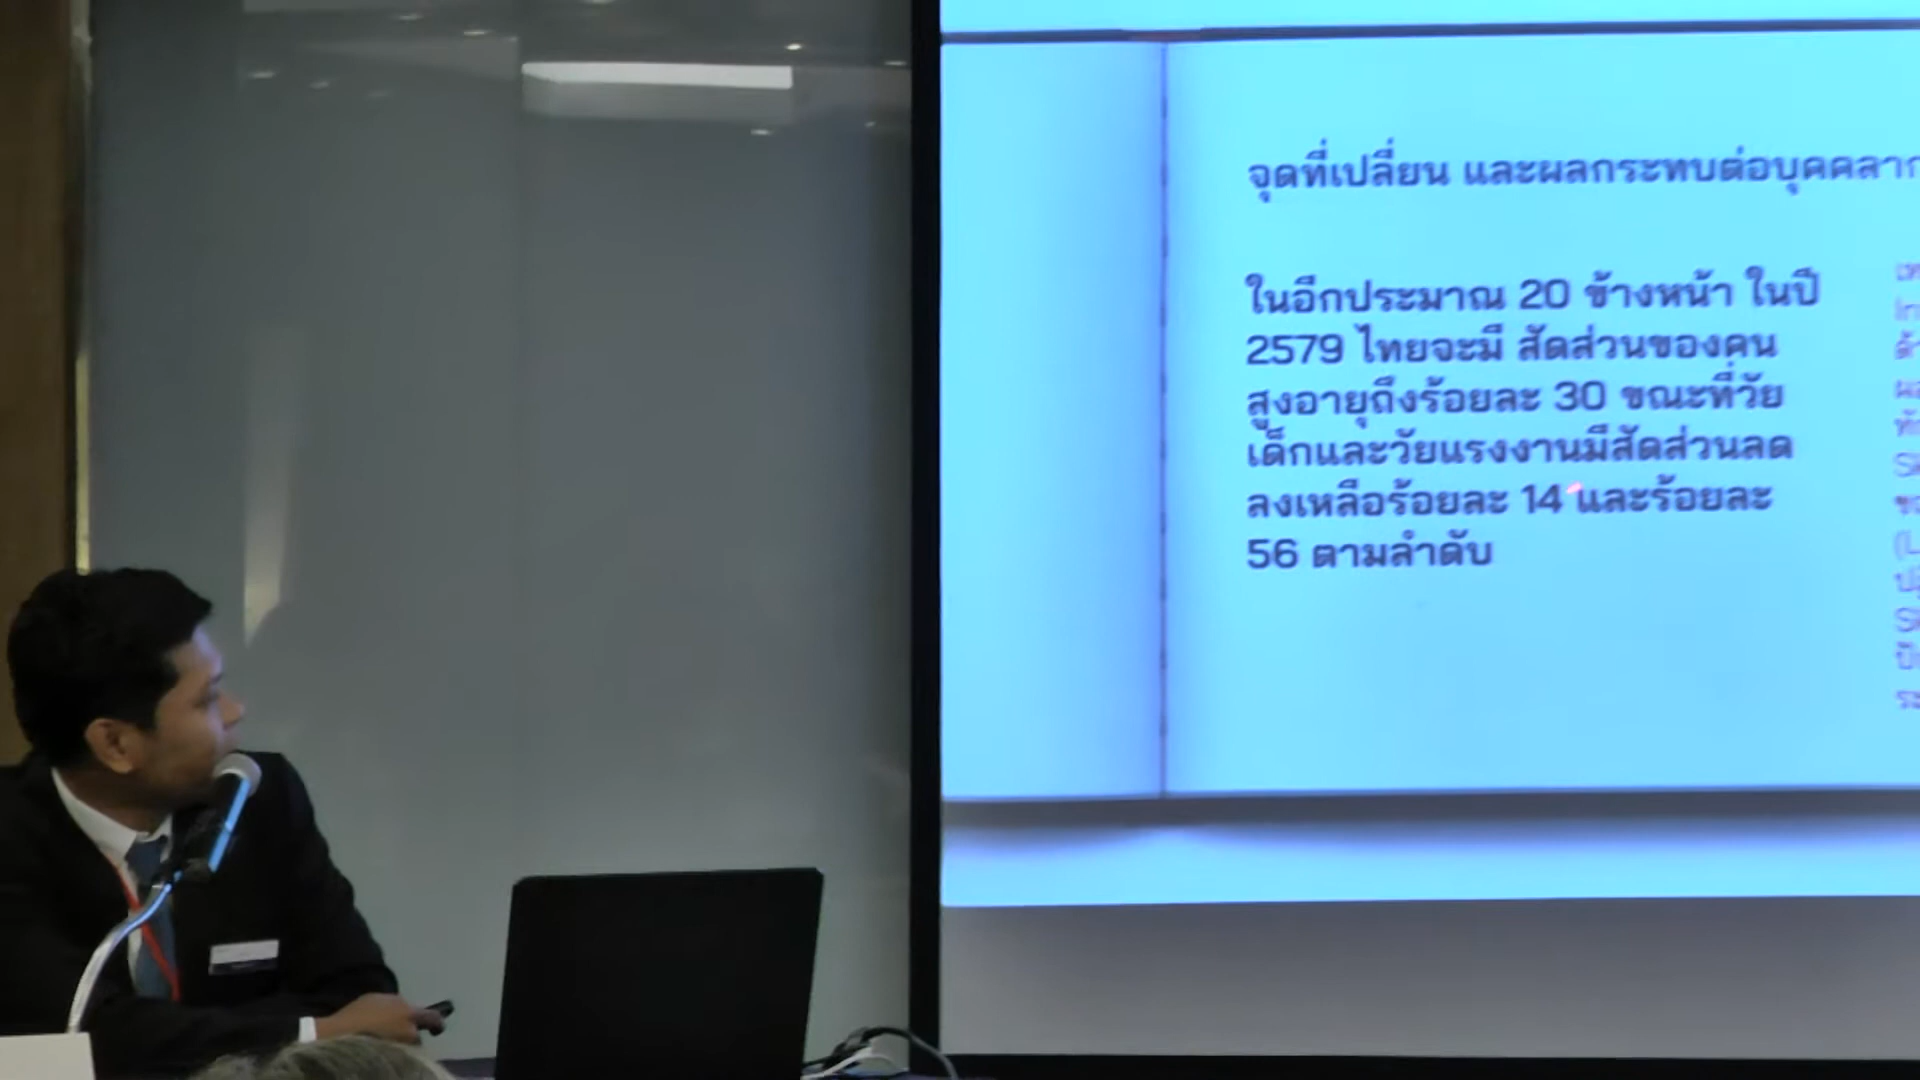 จุดที่เปลี่ยน และผลกระทบต่อบุคคลาก
ในอีกประมาณ 20 ข้างหน้า ในปี
2579 ไทยจะมี สัดส่วนของคน
สูงอายุถึงร้อยละ 30 ขณะที่วัย
เด็กและวัยแรงงานมีสัดส่วนลด
ลงเหลือร้อยละ 14 และร้อยละ
56 ตามลำดับ